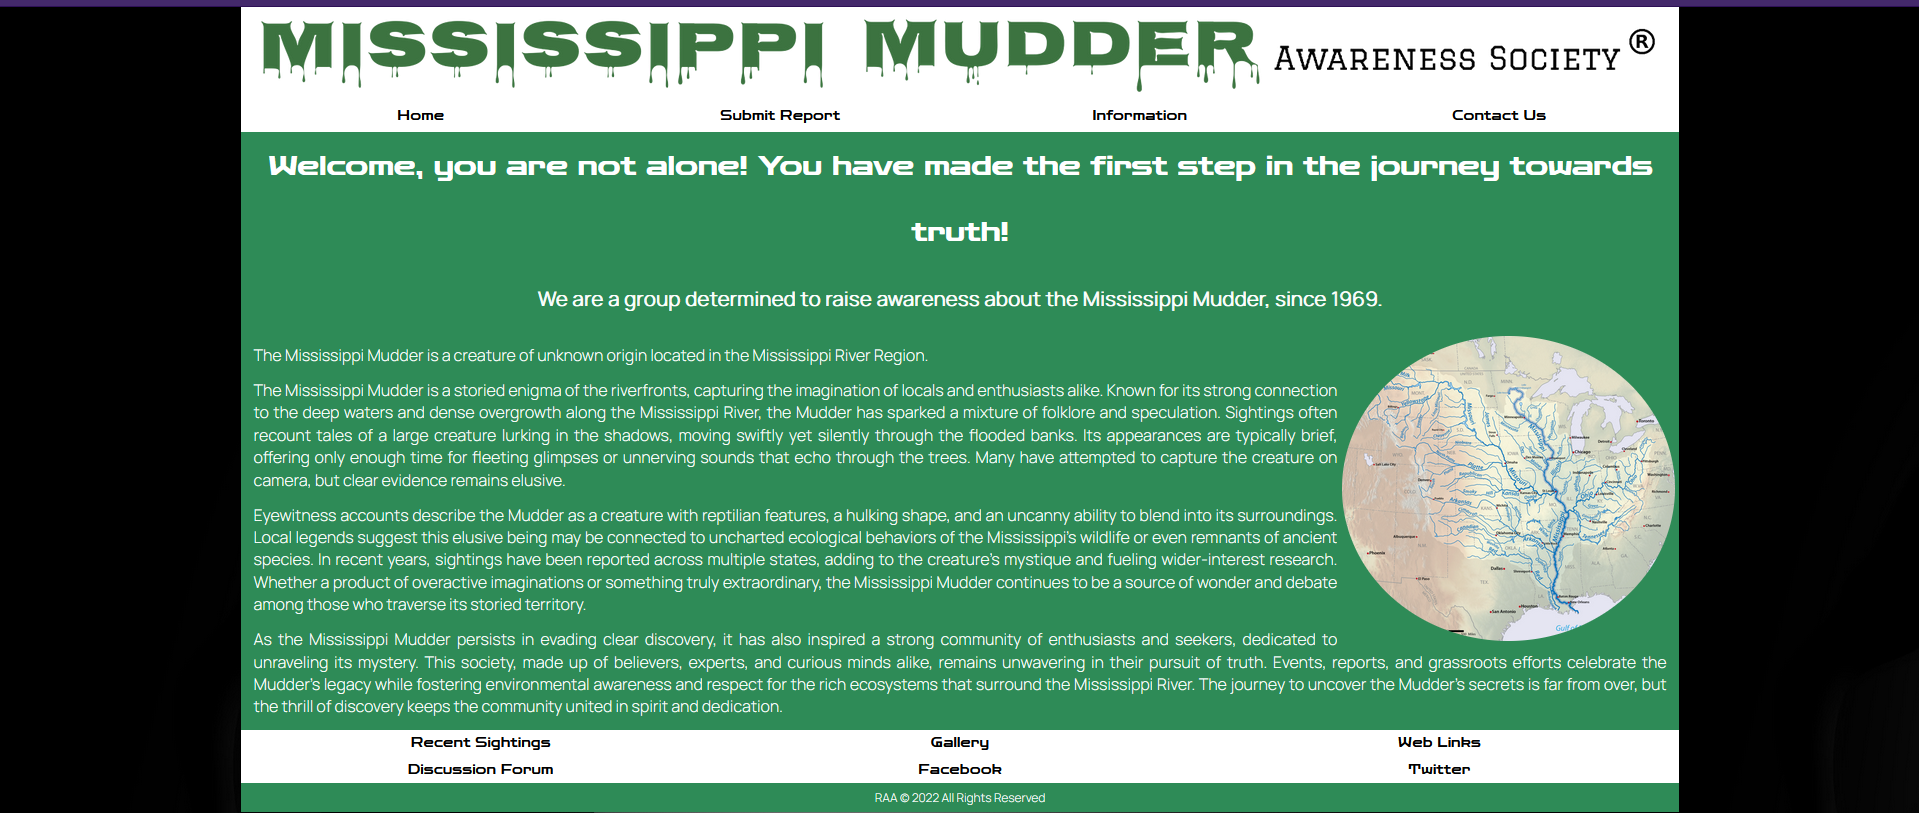 MISSISSIPPI MUDDER AWARENESS SOCIETY ®
Home Submit Report Information Contact Us
Welcome, you are not alone! You have made the first step in the journey towards
truth!
We are a group determined to raise awareness about the Mississippi Mudder, since 1969.
The Mississippi Mudder is a creature of unknown origin located in the Mississippi River Region.
The Mississippi Mudder is a storied enigma of the riverfronts, capturing the imagination of locals and enthusiasts alike. Known for its strong connection
to the deep waters and dense overgrowth along the Mississippi River, the Mudder has sparked a mixture of folklore and speculation. Sightings often
recount tales of a large creature lurking in the shadows, moving swiftly yet silently through the flooded banks. Its appearances are typically brief,
offering only enough time for fleeting glimpses or unnerving sounds that echo through the trees. Many have attempted to capture the creature on
camera, but clear evidence remains elusive.
Eyewitness accounts describe the Mudder as a creature with reptilian features, a hulking shape, and an uncanny ability to blend into its surroundings.
Local legends suggest this elusive being may be connected to uncharted ecological behaviors of the Mississippi's wildlife or even remnants of ancient
species. In recent years, sightings have been reported across multiple states, adding to the creature's mystique and fueling wider-interest research.
Whether a product of overactive imaginations or something truly extraordinary, the Mississippi Mudder continues to be a source of wonder and debate
among those who traverse its storied territory.
As the Mississippi Mudder persists in evading clear discovery, it has also inspired a strong community of enthusiasts and seekers, dedicated to
unraveling its mystery. This society, made up of believers, experts, and curious minds alike, remains unwavering in their pursuit of truth. Events, reports, and grassroots efforts celebrate the
Mudder's legacy while fostering environmental awareness and respect for the rich ecosystems that surround the Mississippi River. The journey to uncover the Mudder's secrets is far from over, but
the thrill of discovery keeps the community united in spirit and dedication.
Chicago
Dallas
Houston
San Antonio
Phoenix
Recent Sightings Gallery Web Links
Discussion Forum Facebook Twitter
RAA © 2022 All Rights Reserved